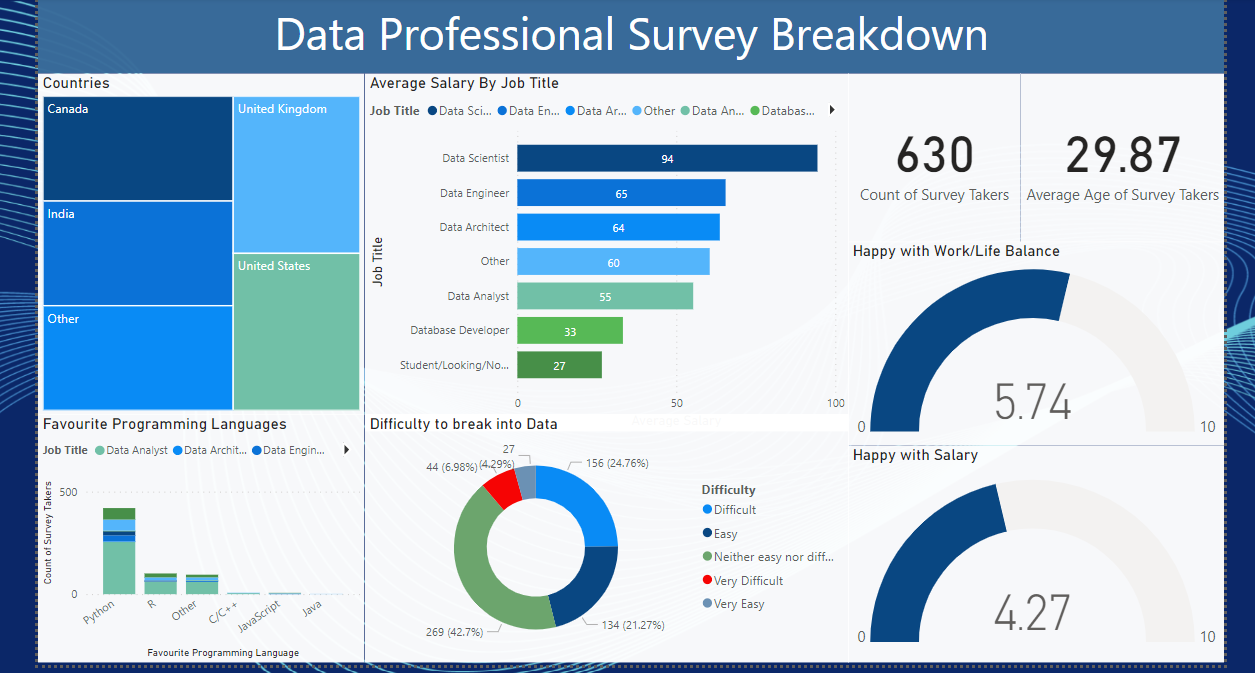 Data Professional Survey Breakdown
Countries
Canada
United Kingdom
India
United States
Other
Average Salary By Job Title
Job Title Data Sci... Data En... Data Ar... Other Data An... Databas...
Job Title
Data Scientist 94
Data Engineer 65
Data Architect 64
Other 60
Data Analyst 55
Database Developer 33
Student/Looking/No... 27
0 50 100
Average Salary
630
Count of Survey Takers
29.87
Average Age of Survey Takers
Happy with Work/Life Balance
5.74
0 10
Happy with Salary
4.27
0 10
Favourite Programming Languages
Job Title Data Analyst Data Archit... Data Engin...
Count of Survey Takers
500
0
Python R Other C/C++ JavaScript Java
Favourite Programming Language
Difficulty to break into Data
27
(4.29%)
44 (6.98%)
156 (24.76%)
269 (42.7%)
134 (21.27%)
Difficulty
Difficult
Easy
Neither easy nor diff...
Very Difficult
Very Easy